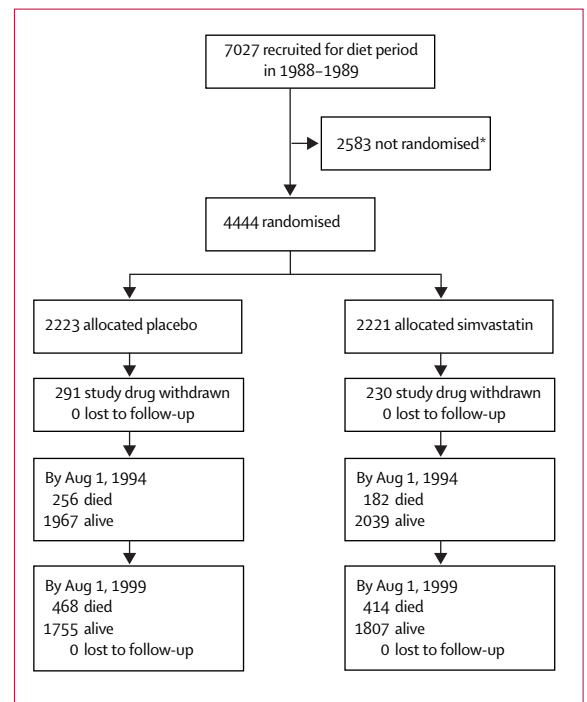 7027 recruited for diet period
in 1988–1989
2583 not randomised*
4444 randomised
2223 allocated placebo
2221 allocated simvastatin
291 study drug withdrawn
0 lost to follow-up
230 study drug withdrawn
0 lost to follow-up
By Aug 1, 1994
256 died
1967 alive
By Aug 1, 1994
182 died
2039 alive
By Aug 1, 1999
468 died
1755 alive
0 lost to follow-up
By Aug 1, 1999
414 died
1807 alive
0 lost to follow-up